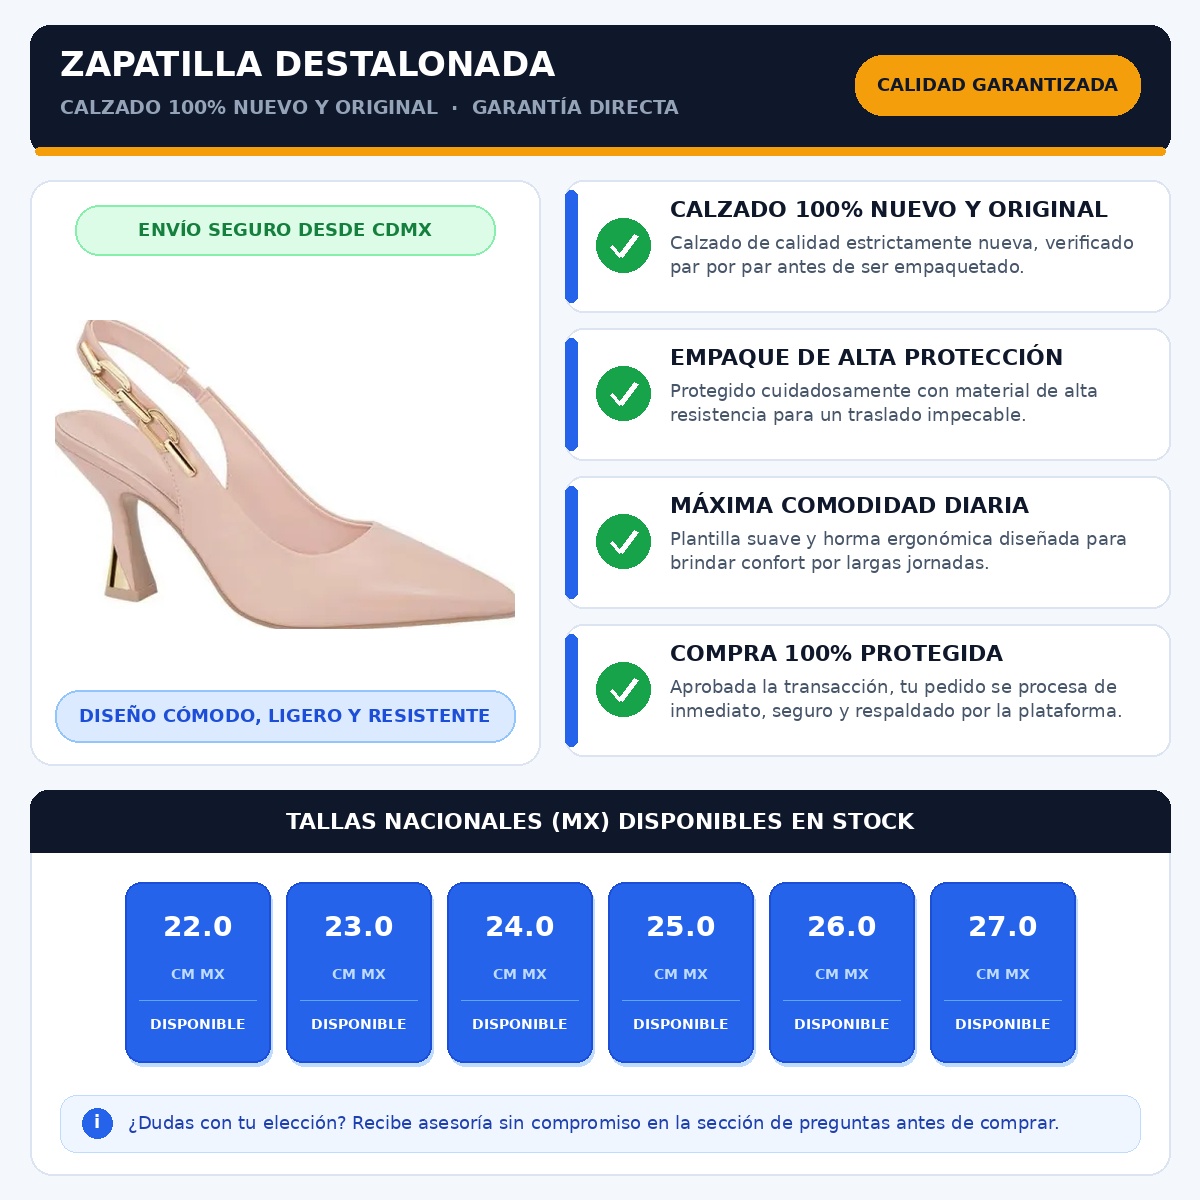 ZAPATILLA DESTALONADA
CALZADO 100% NUEVO Y ORIGINAL · GARANTÍA DIRECTA
CALIDAD GARANTIZADA
ENVÍO SEGURO DESDE CDMX
DISEÑO CÓMODO, LIGERO Y RESISTENTE
CALZADO 100% NUEVO Y ORIGINAL
Calzado de calidad estrictamente nueva, verificado
par por par antes de ser empaquetado.
EMPAQUE DE ALTA PROTECCIÓN
Protegido cuidadosamente con material de alta
resistencia para un traslado impecable.
MÁXIMA COMODIDAD DIARIA
Plantilla suave y horma ergonómica diseñada para
brindar confort por largas jornadas.
COMPRA 100% PROTEGIDA
Aprobada la transacción, tu pedido se procesa de
inmediato, seguro y respaldado por la plataforma.
TALLAS NACIONALES (MX) DISPONIBLES EN STOCK
22.0
CM MX
DISPONIBLE
23.0
CM MX
DISPONIBLE
24.0
CM MX
DISPONIBLE
25.0
CM MX
DISPONIBLE
26.0
CM MX
DISPONIBLE
27.0
CM MX
DISPONIBLE
i ¿Dudas con tu elección? Recibe asesoría sin compromiso en la sección de preguntas antes de comprar.